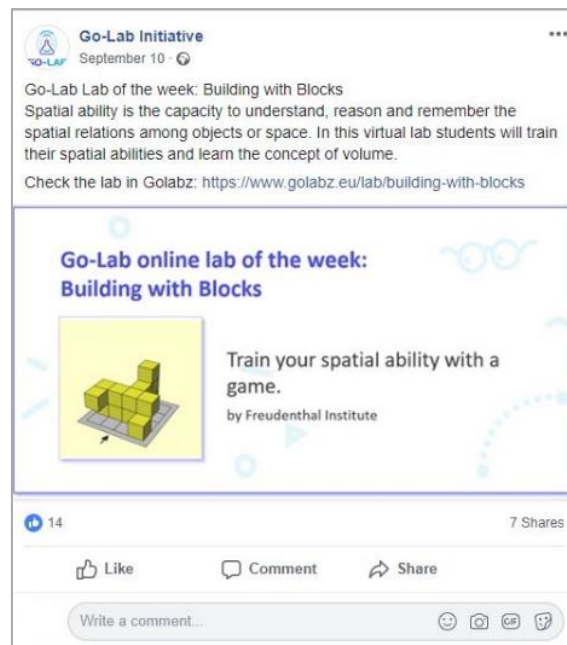 Go-Lab Initiative
September 10
GO-LAB
Go-Lab Lab of the week: Building with Blocks
Spatial ability is the capacity to understand, reason and remember the
spatial relations among objects or space. In this virtual lab students will train
their spatial abilities and learn the concept of volume.
Check the lab in Golabz: https://www.golabz.eu/lab/building-with-blocks
Go-Lab online lab of the week:
Building with Blocks
Train your spatial ability with a
game.
by Freudenthal Institute
14
7 Shares
Like Comment Share
Write a comment...
GIF